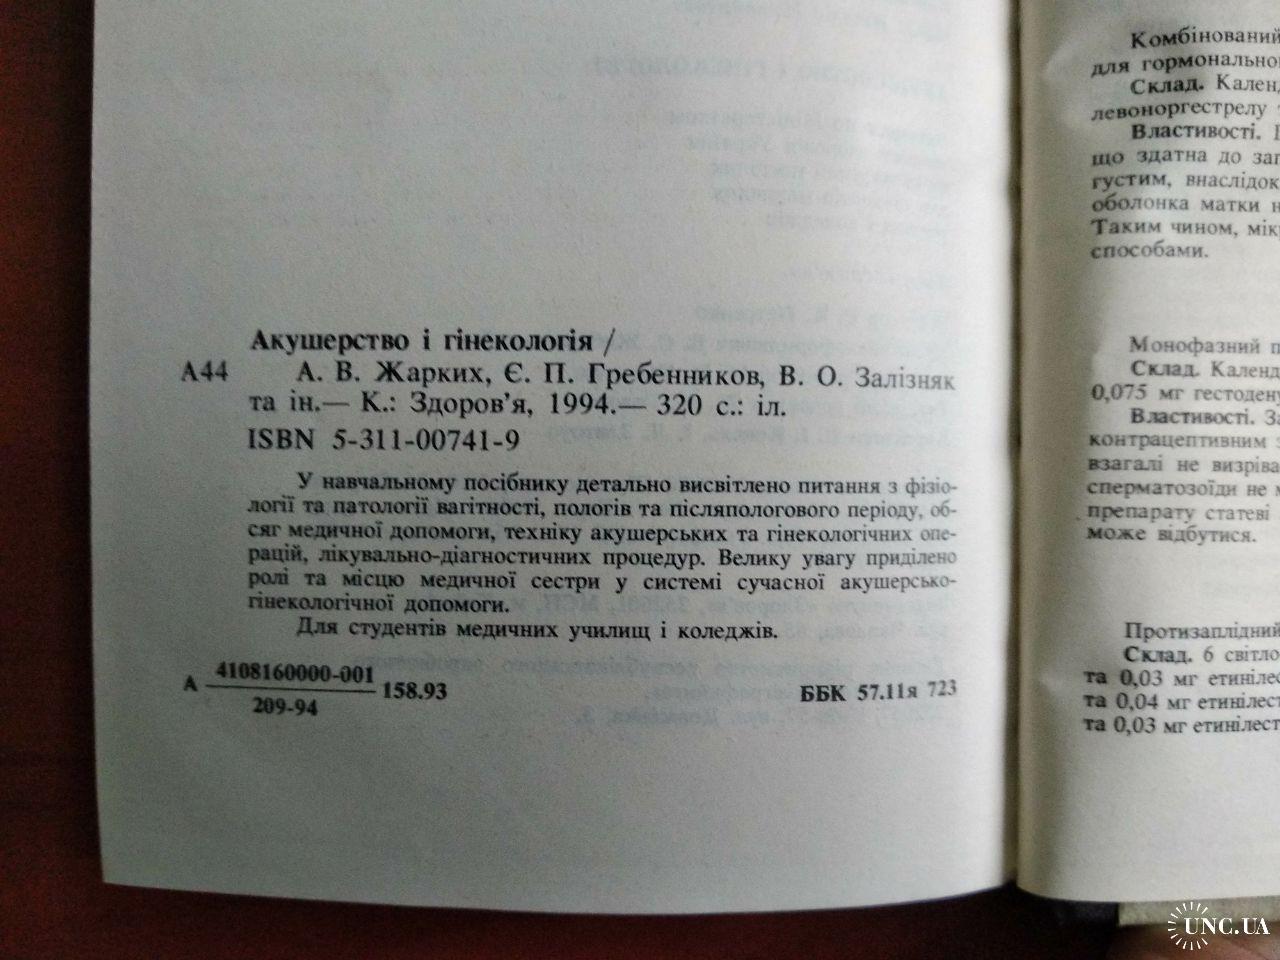 Акушерство і гінекологія /
А44 А. В. Жарких, Є. П. Гребенников, В. О. Залізняк
та ін.— К.: Здоров'я, 1994.— 320 с.: іл.
ISBN 5-311-00741-9
У навчальному посібнику детально висвітлено питання з фізіо-
логії та патології вагітності, пологів та післяпологового періоду, об-
сяг медичної допомоги, техніку акушерських та гінекологічних опе-
рацій, лікувально-діагностичних процедур. Велику увагу приділено
ролі та місцю медичної сестри у системі сучасної акушерсько-
гінекологічної допомоги.
Для студентів медичних училищ і коледжів.
А 4108160000-001 158.93
209-94
ББК 57.11я 723
Комбінований
для гормонально
Склад. Календ
левоноргестрелу
Властивості.
що здатна до
густим, внаслідок
оболонка матки
Таким чином, мік
способами.
Монофазний п
Склад. Календ
0,075 мг гестодену
Властивості. За
контрацептивним з
взагалі не визріва
сперматозоїди не м
препарату статеві
може відбутися.
Протизаплідний
Склад. 6 світло
та 0,03 мг етинілес
та 0,04 мг етинілест
та 0,03 мг етинілест
UNC.UA